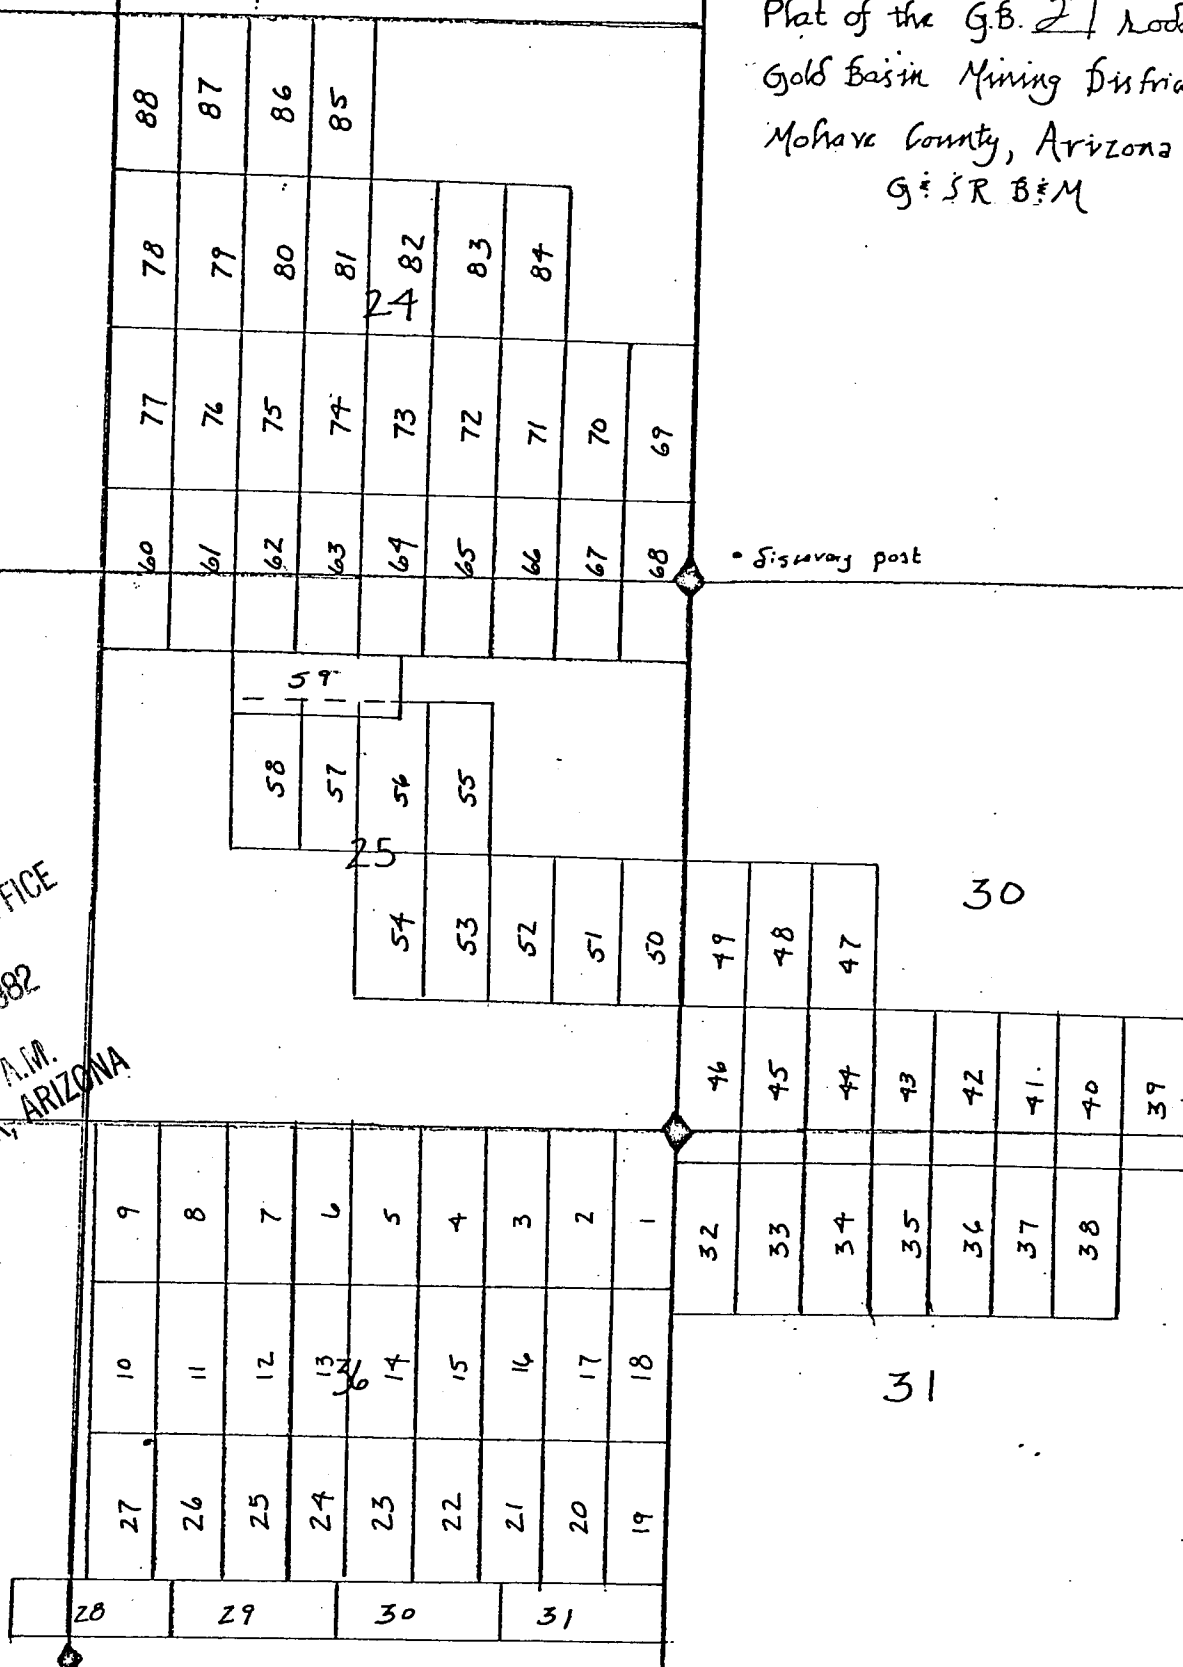 Plat of the G.B. 21
Gold Basin Mining
Mohave County, Arizona
G & S R B & M
88 87 86 85
78 79 80 81 82 83 84
24
77 76 75 74 73 72 71 70 69
60 61 62 63 64 65 66 67 68
• discovery post
59
58 57 56 55
25
30
54 53 52 51 50 49 48 47
FICE
982
A.M.
ARIZONA
46 45 44 43 42 41 40 39
9 8 7 6 5 4 3 2 1
32 33 34 35 36 37 38
10 11 12 13 14 15 16 17 18
36
31
27 26 25 24 23 22 21 20 19
28 29 30 31